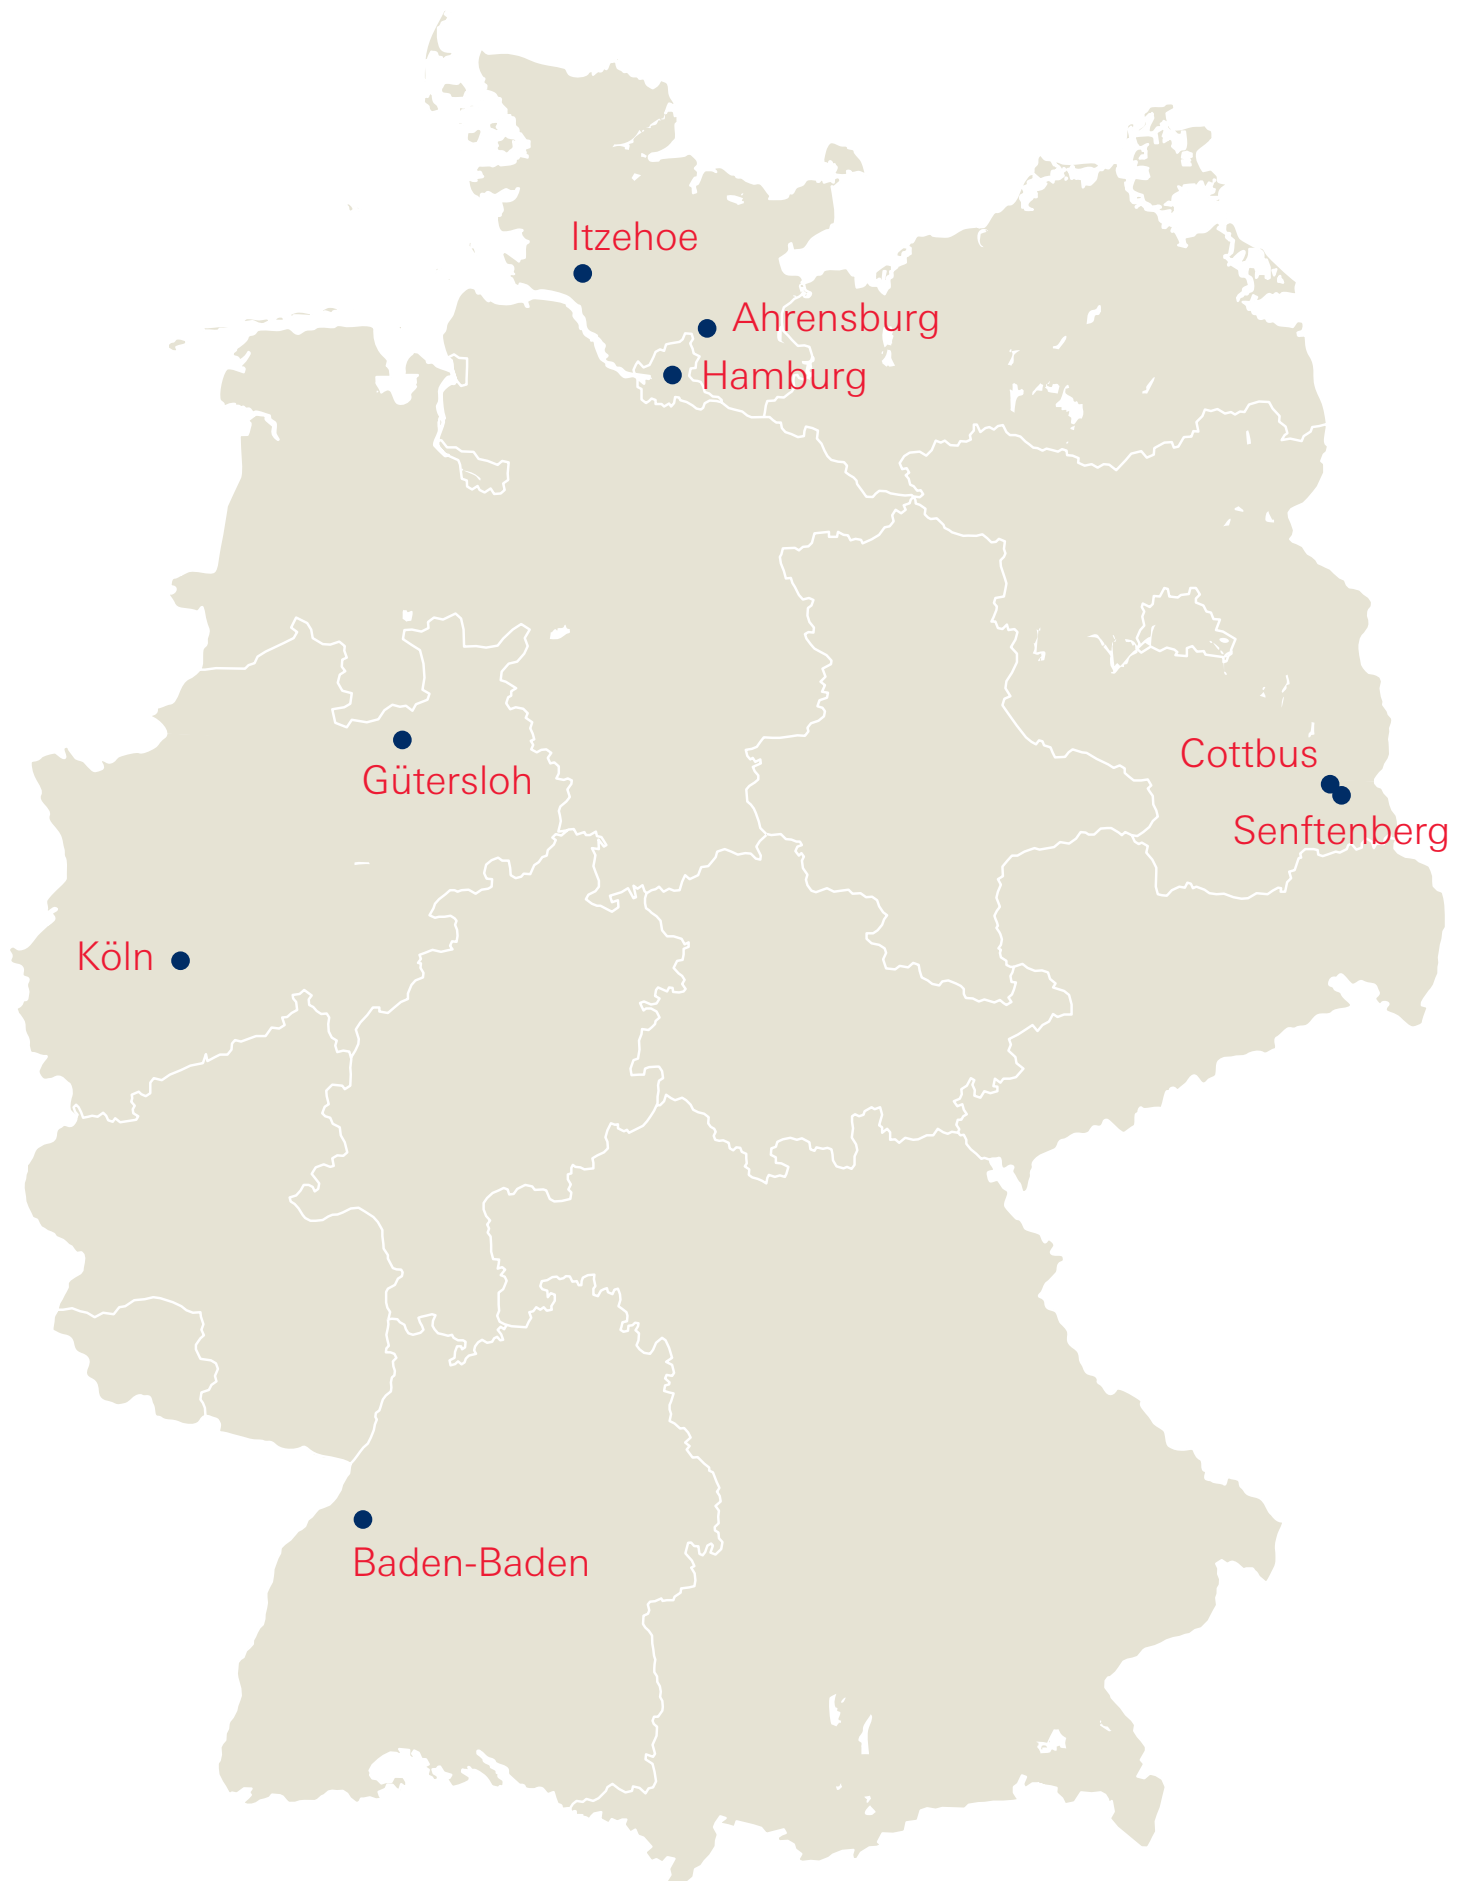 Itzehoe
Ahrensburg
Hamburg
Cottbus
Gütersloh
Senftenberg
Köln
Baden-Baden